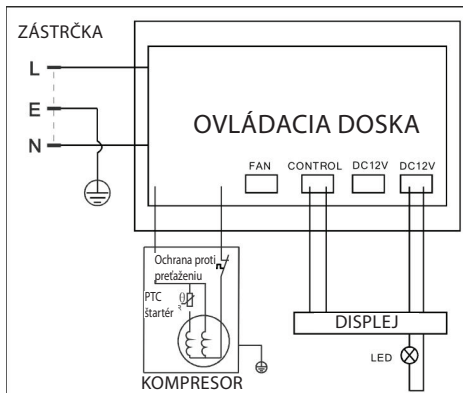 ZÁSTRČKA
L
E
N
OVLÁDACIA DOSKA
FAN CONTROL DC12V DC12V
Ochrana proti
preťaženiu
PTC
štartér
θ
KOMPRESOR
DISPLEJ
LED